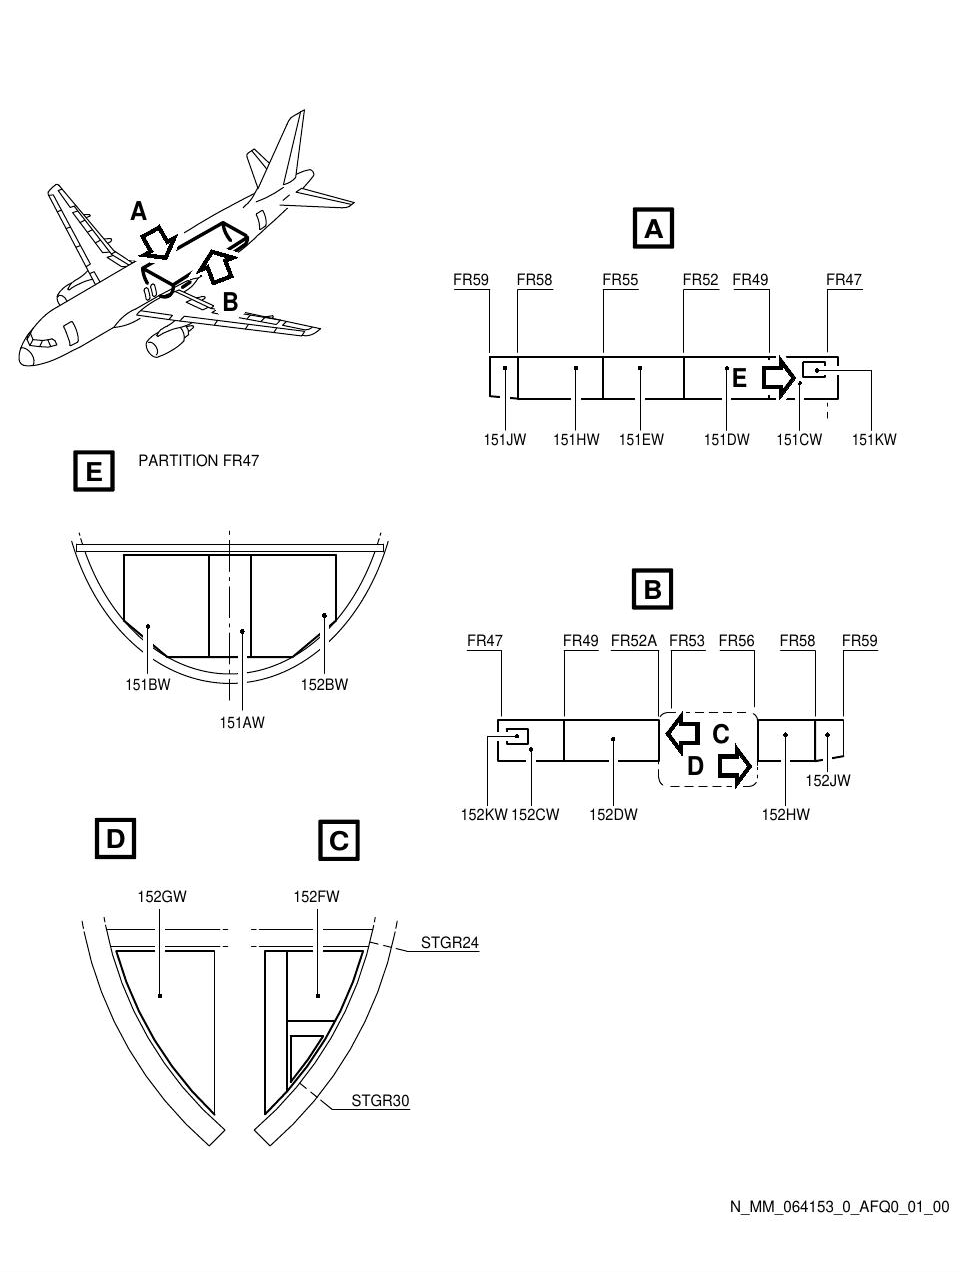 A
B
A
FR59 FR58 FR55 FR52 FR49 FR47
E
151JW 151HW 151EW 151DW 151CW 151KW
E PARTITION FR47
151BW 152BW
151AW
B
FR47 FR49 FR52A FR53 FR56 FR58 FR59
C
D
152JW
152KW 152CW 152DW 152HW
D C
152GW 152FW
STGR24
STGR30
N_MM_064153_0_AFQ0_01_00